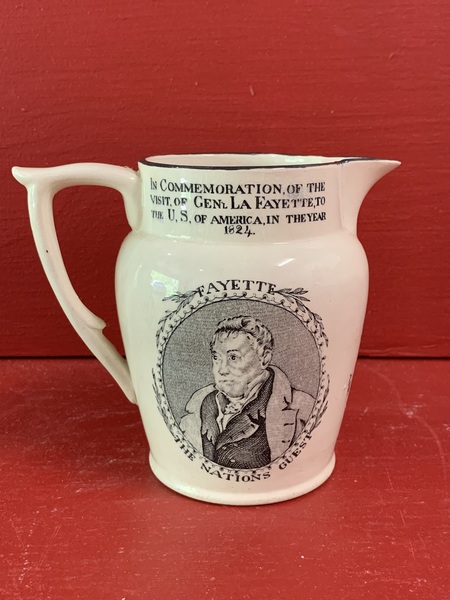 IN COMMEMORATION, OF THE
VISIT, OF GENL. LA FAYETTE, TO
THE U.S. OF AMERICA, IN THE YEAR
1824.
FAYETTE
THE NATIONS GUEST